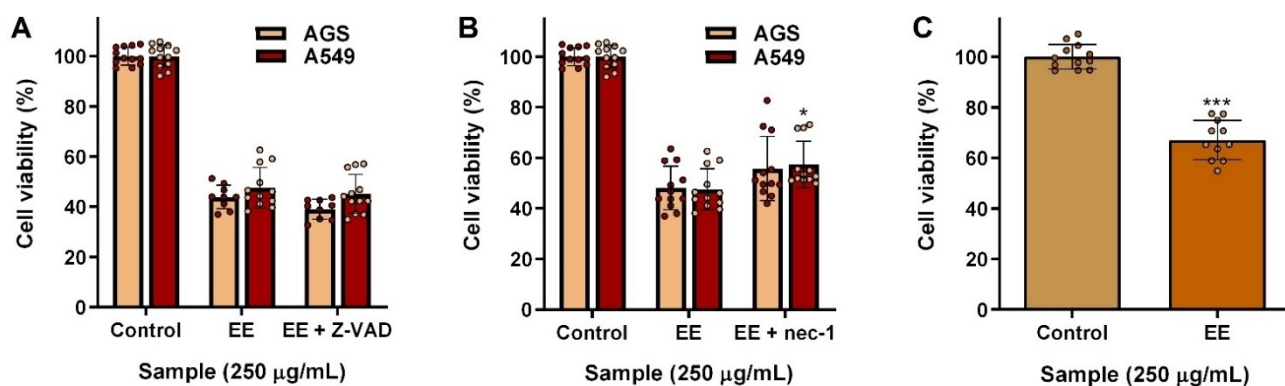 A
AGS
A549
Cell viability (%)
100
80
60
40
20
0
Control EE EE + Z-VAD
Sample (250 µg/mL)
B
AGS
A549
Cell viability (%)
100
80
60
40
20
0
*
Control EE EE + nec-1
Sample (250 µg/mL)
C
Cell viability (%)
100
80
60
40
20
0
***
Control EE
Sample (250 µg/mL)